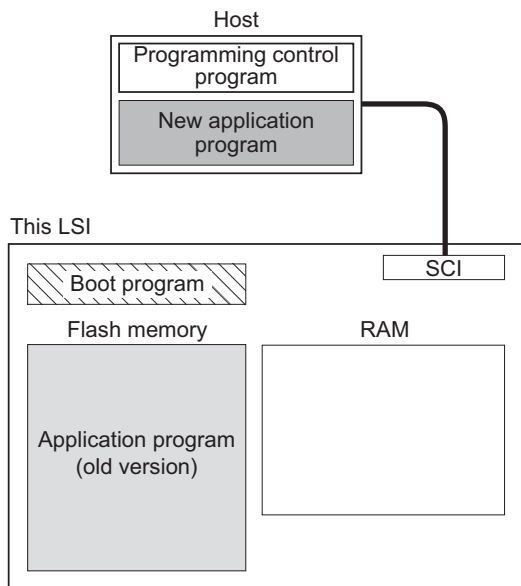 Host
Programming control
program
New application
program
This LSI
SCI
Boot program
Flash memory
RAM
Application program
(old version)